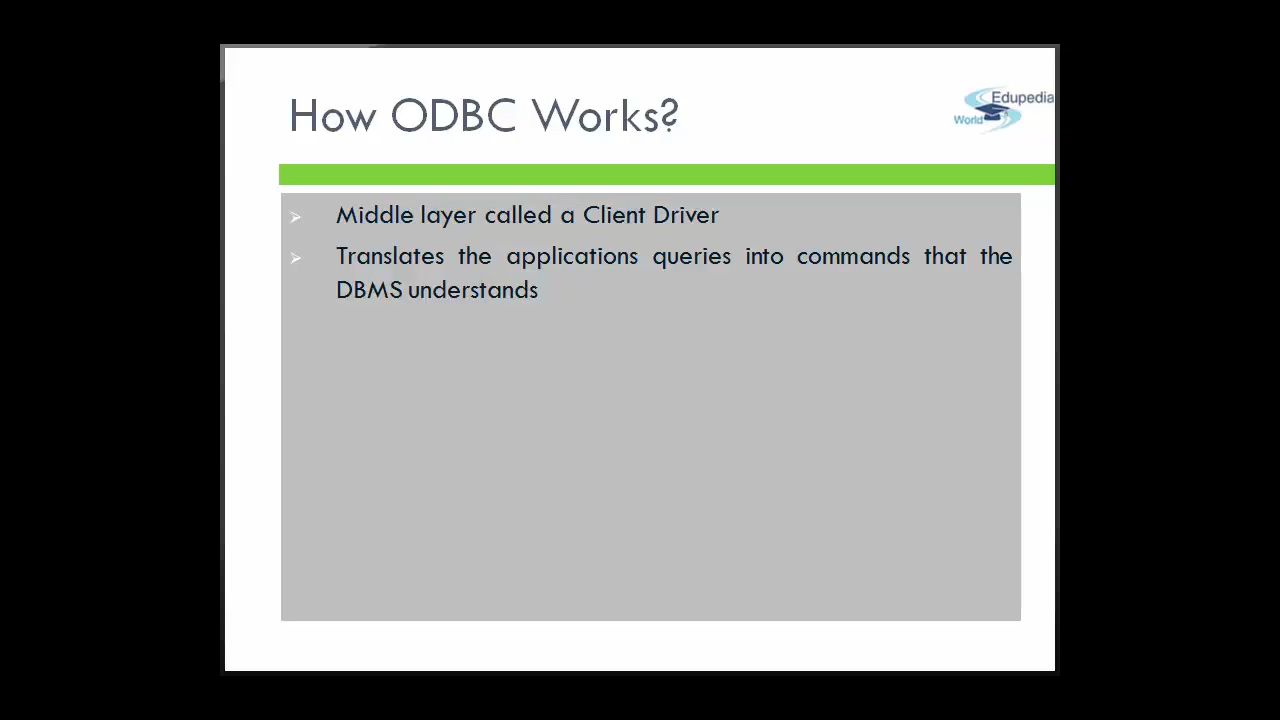 How ODBC Works?
Edupedia
World
Middle layer called a Client Driver
Translates the applications queries into commands that the
DBMS understands